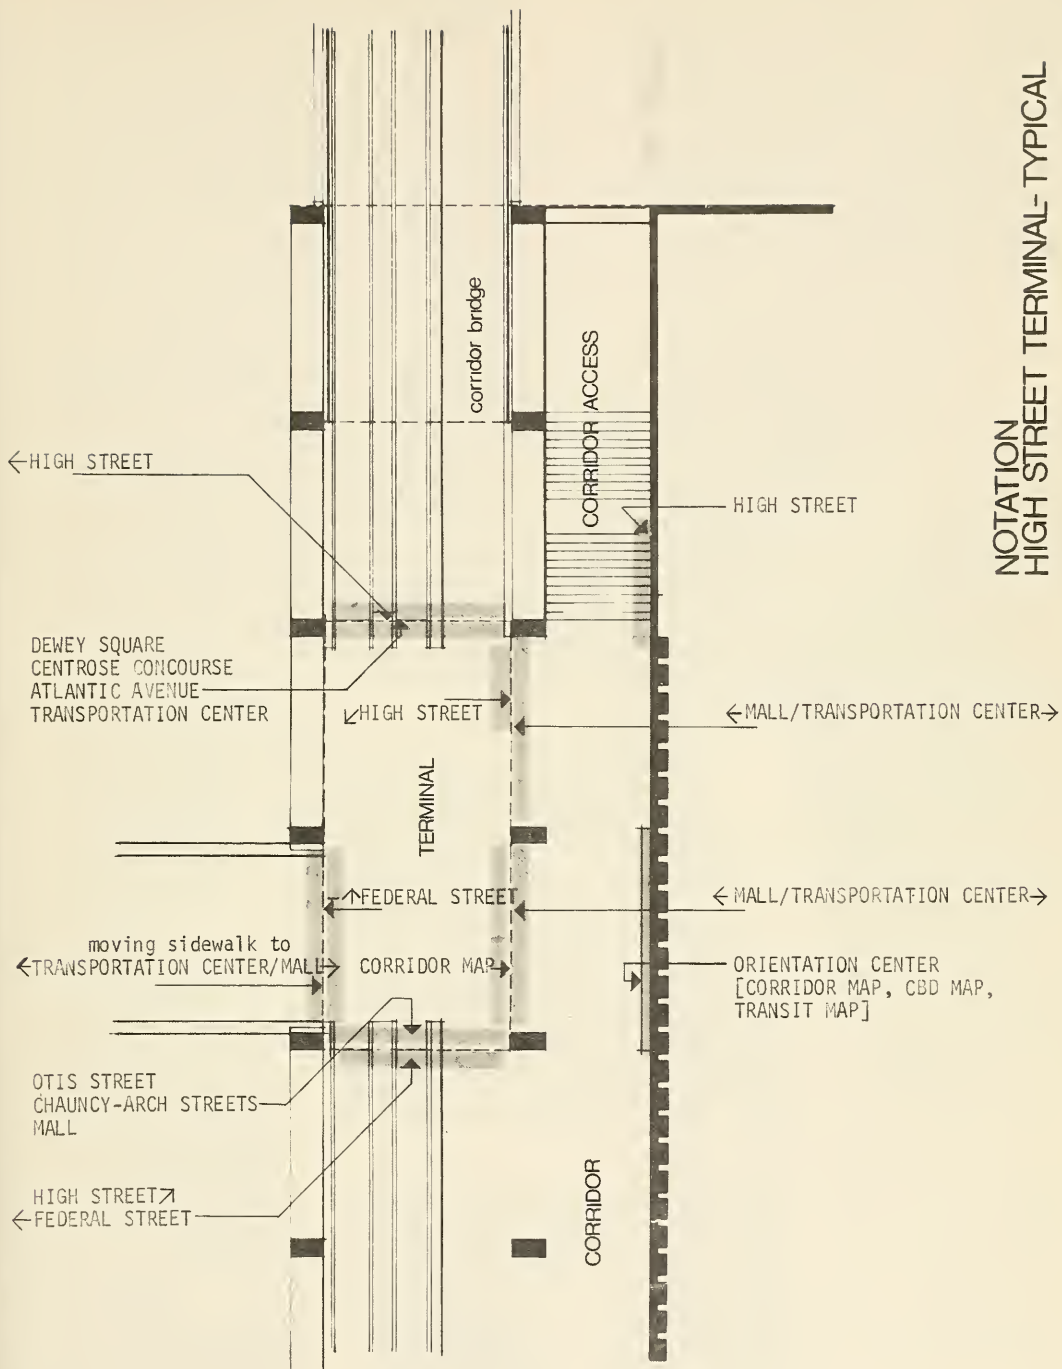 NOTATION
HIGH STREET TERMINAL-TYPICAL
corridor bridge
CORRIDOR ACCESS
←HIGH STREET
HIGH STREET
DEWEY SQUARE
CENTROSE CONCOURSE
ATLANTIC AVENUE
TRANSPORTATION CENTER
↙HIGH STREET
←MALL/TRANSPORTATION CENTER→
TERMINAL
↑FEDERAL STREET
←MALL/TRANSPORTATION CENTER→
moving sidewalk to
←TRANSPORTATION CENTER/MALL→
CORRIDOR MAP
ORIENTATION CENTER
[CORRIDOR MAP, CBD MAP,
TRANSIT MAP]
OTIS STREET
CHAUNCY-ARCH STREETS
MALL
HIGH STREET↗
←FEDERAL STREET
CORRIDOR